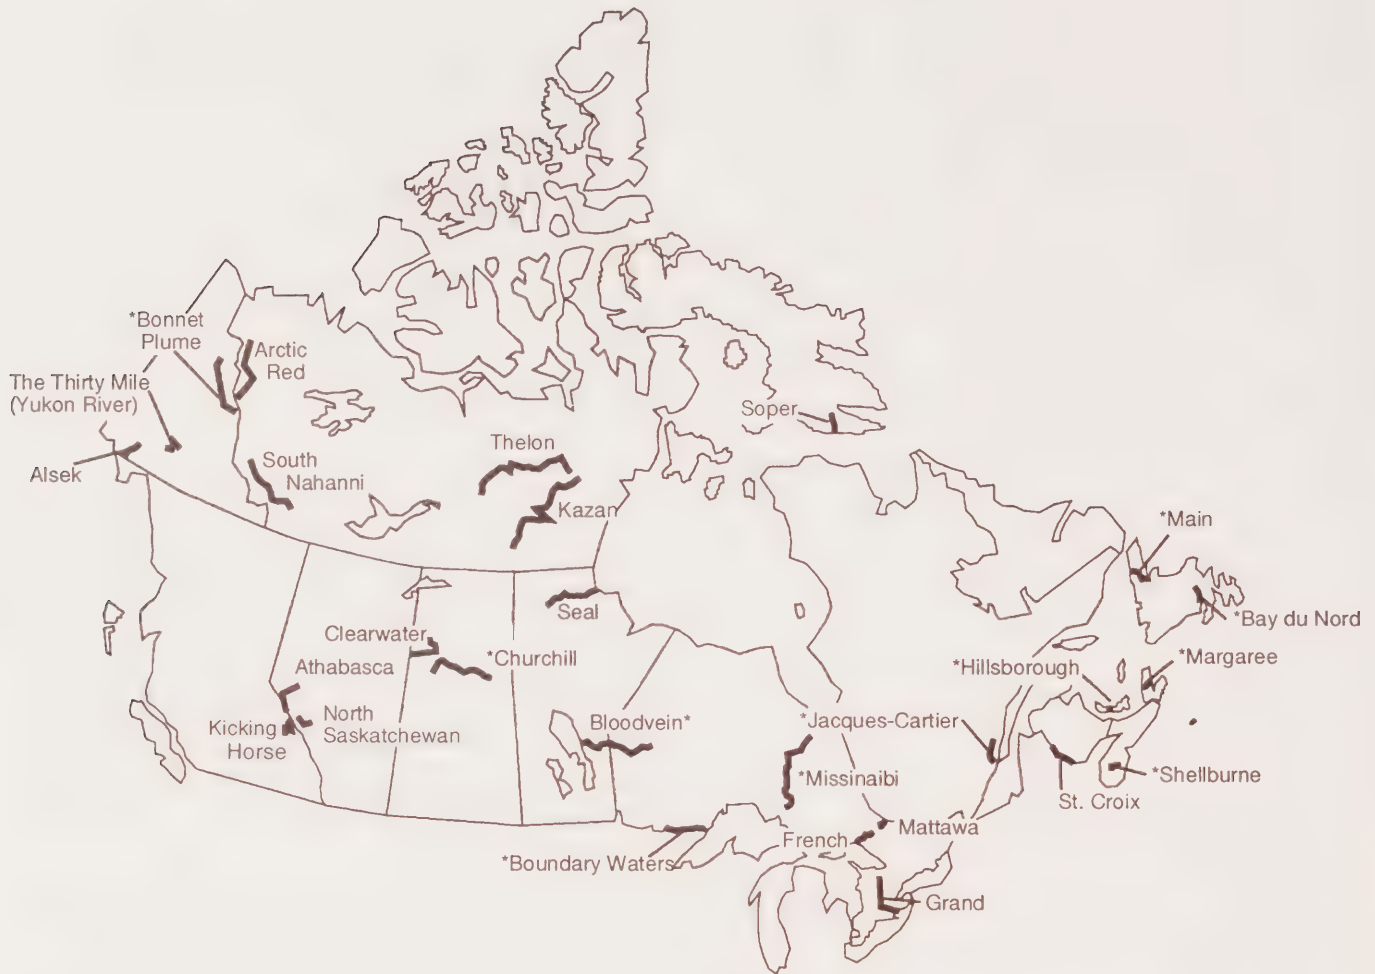 *Bonnet
Plume
Arctic
Red
The Thirty Mile
(Yukon River)
Alsek
South
Nahanni
Thelon
Kazan
Soper
*Main
*Bay du Nord
Seal
Clearwater
*Churchill
Athabasca
*Hillsborough
*Margaree
Kicking
Horse
North
Saskatchewan
Bloodvein*
*Jacques-Cartier
*Missinaibi
*Shellburne
St. Croix
French
Mattawa
*Boundary Waters
Grand